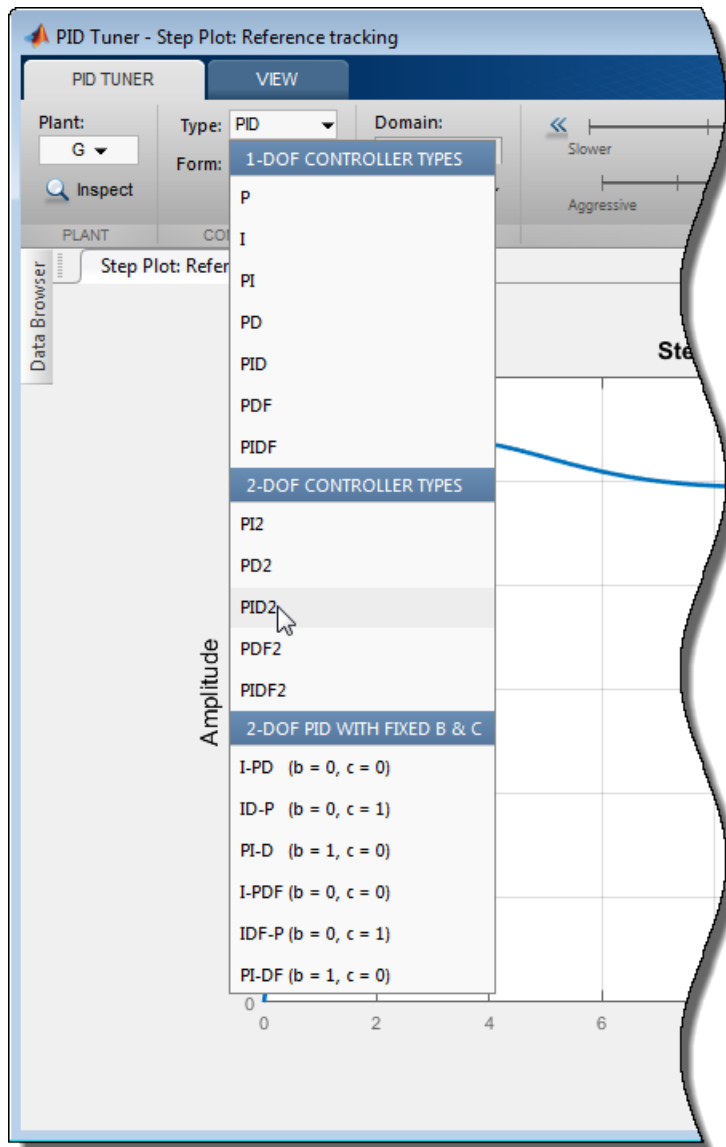 PID Tuner - Step Plot: Reference tracking
PID TUNER VIEW
Plant: Type: PID Domain:
G Form: Slower
Inspect Aggressive
PLANT
Data Browser
Step Plot: Refer
1-DOF CONTROLLER TYPES
P
I
PI
PD
PID
PDF
PIDF
2-DOF CONTROLLER TYPES
PI2
PD2
PID2
PDF2
PIDF2
2-DOF PID WITH FIXED B & C
I-PD (b = 0, c = 0)
ID-P (b = 0, c = 1)
PI-D (b = 1, c = 0)
I-PDF (b = 0, c = 0)
IDF-P (b = 0, c = 1)
PI-DF (b = 1, c = 0)
Ste
Amplitude
0
0 2 4 6